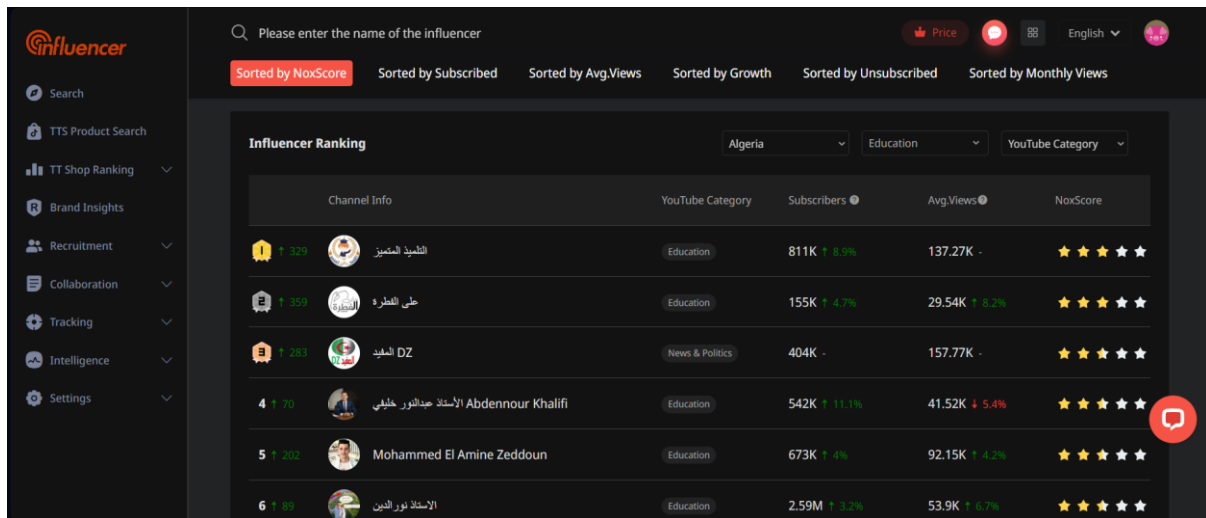 influencer
Please enter the name of the influencer
Price
English
Sorted by NoxScore
Sorted by Subscribed
Sorted by Avg.Views
Sorted by Growth
Sorted by Unsubscribed
Sorted by Monthly Views
Search
TTS Product Search
TT Shop Ranking
Brand Insights
Recruitment
Collaboration
Tracking
Intelligence
Settings
Influencer Ranking
Algeria
Education
YouTube Category
Channel Info YouTube Category Subscribers Avg.Views NoxScore
1 ↑ 329 التلميذ المتميز Education 811K ↑ 8.9% 137.27K -
2 ↑ 359 على الفطرة Education 155K ↑ 4.7% 29.54K ↑ 8.2%
3 ↑ 283 المفيد DZ News & Politics 404K - 157.77K -
4 ↑ 70 الأستاذ عبدالنور خليفي Abdennour Khalifi Education 542K ↑ 11.1% 41.52K ↓ 5.4%
5 ↑ 202 Mohammed El Amine Zeddoun Education 673K ↑ 4% 92.15K ↑ 4.2%
6 ↑ 89 الاستاذ نور الدين Education 2.59M ↑ 3.2% 53.9K ↑ 6.7%